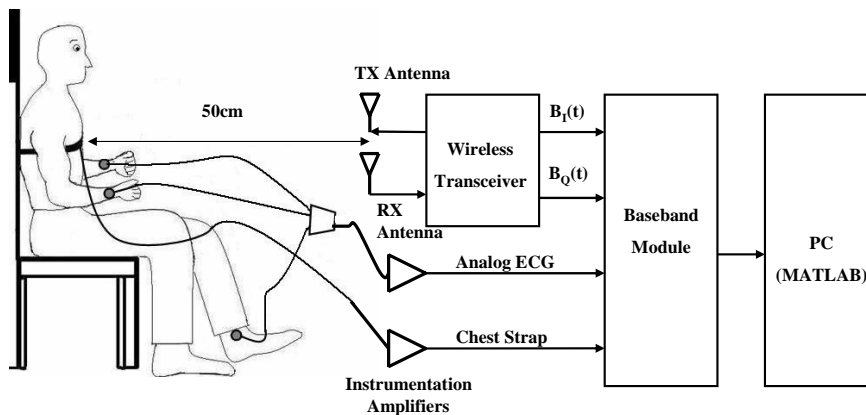 TX Antenna
50cm
B_I(t)
Wireless
Transceiver
B_Q(t)
RX
Antenna
Baseband
Module
PC
(MATLAB)
Analog ECG
Chest Strap
Instrumentation
Amplifiers